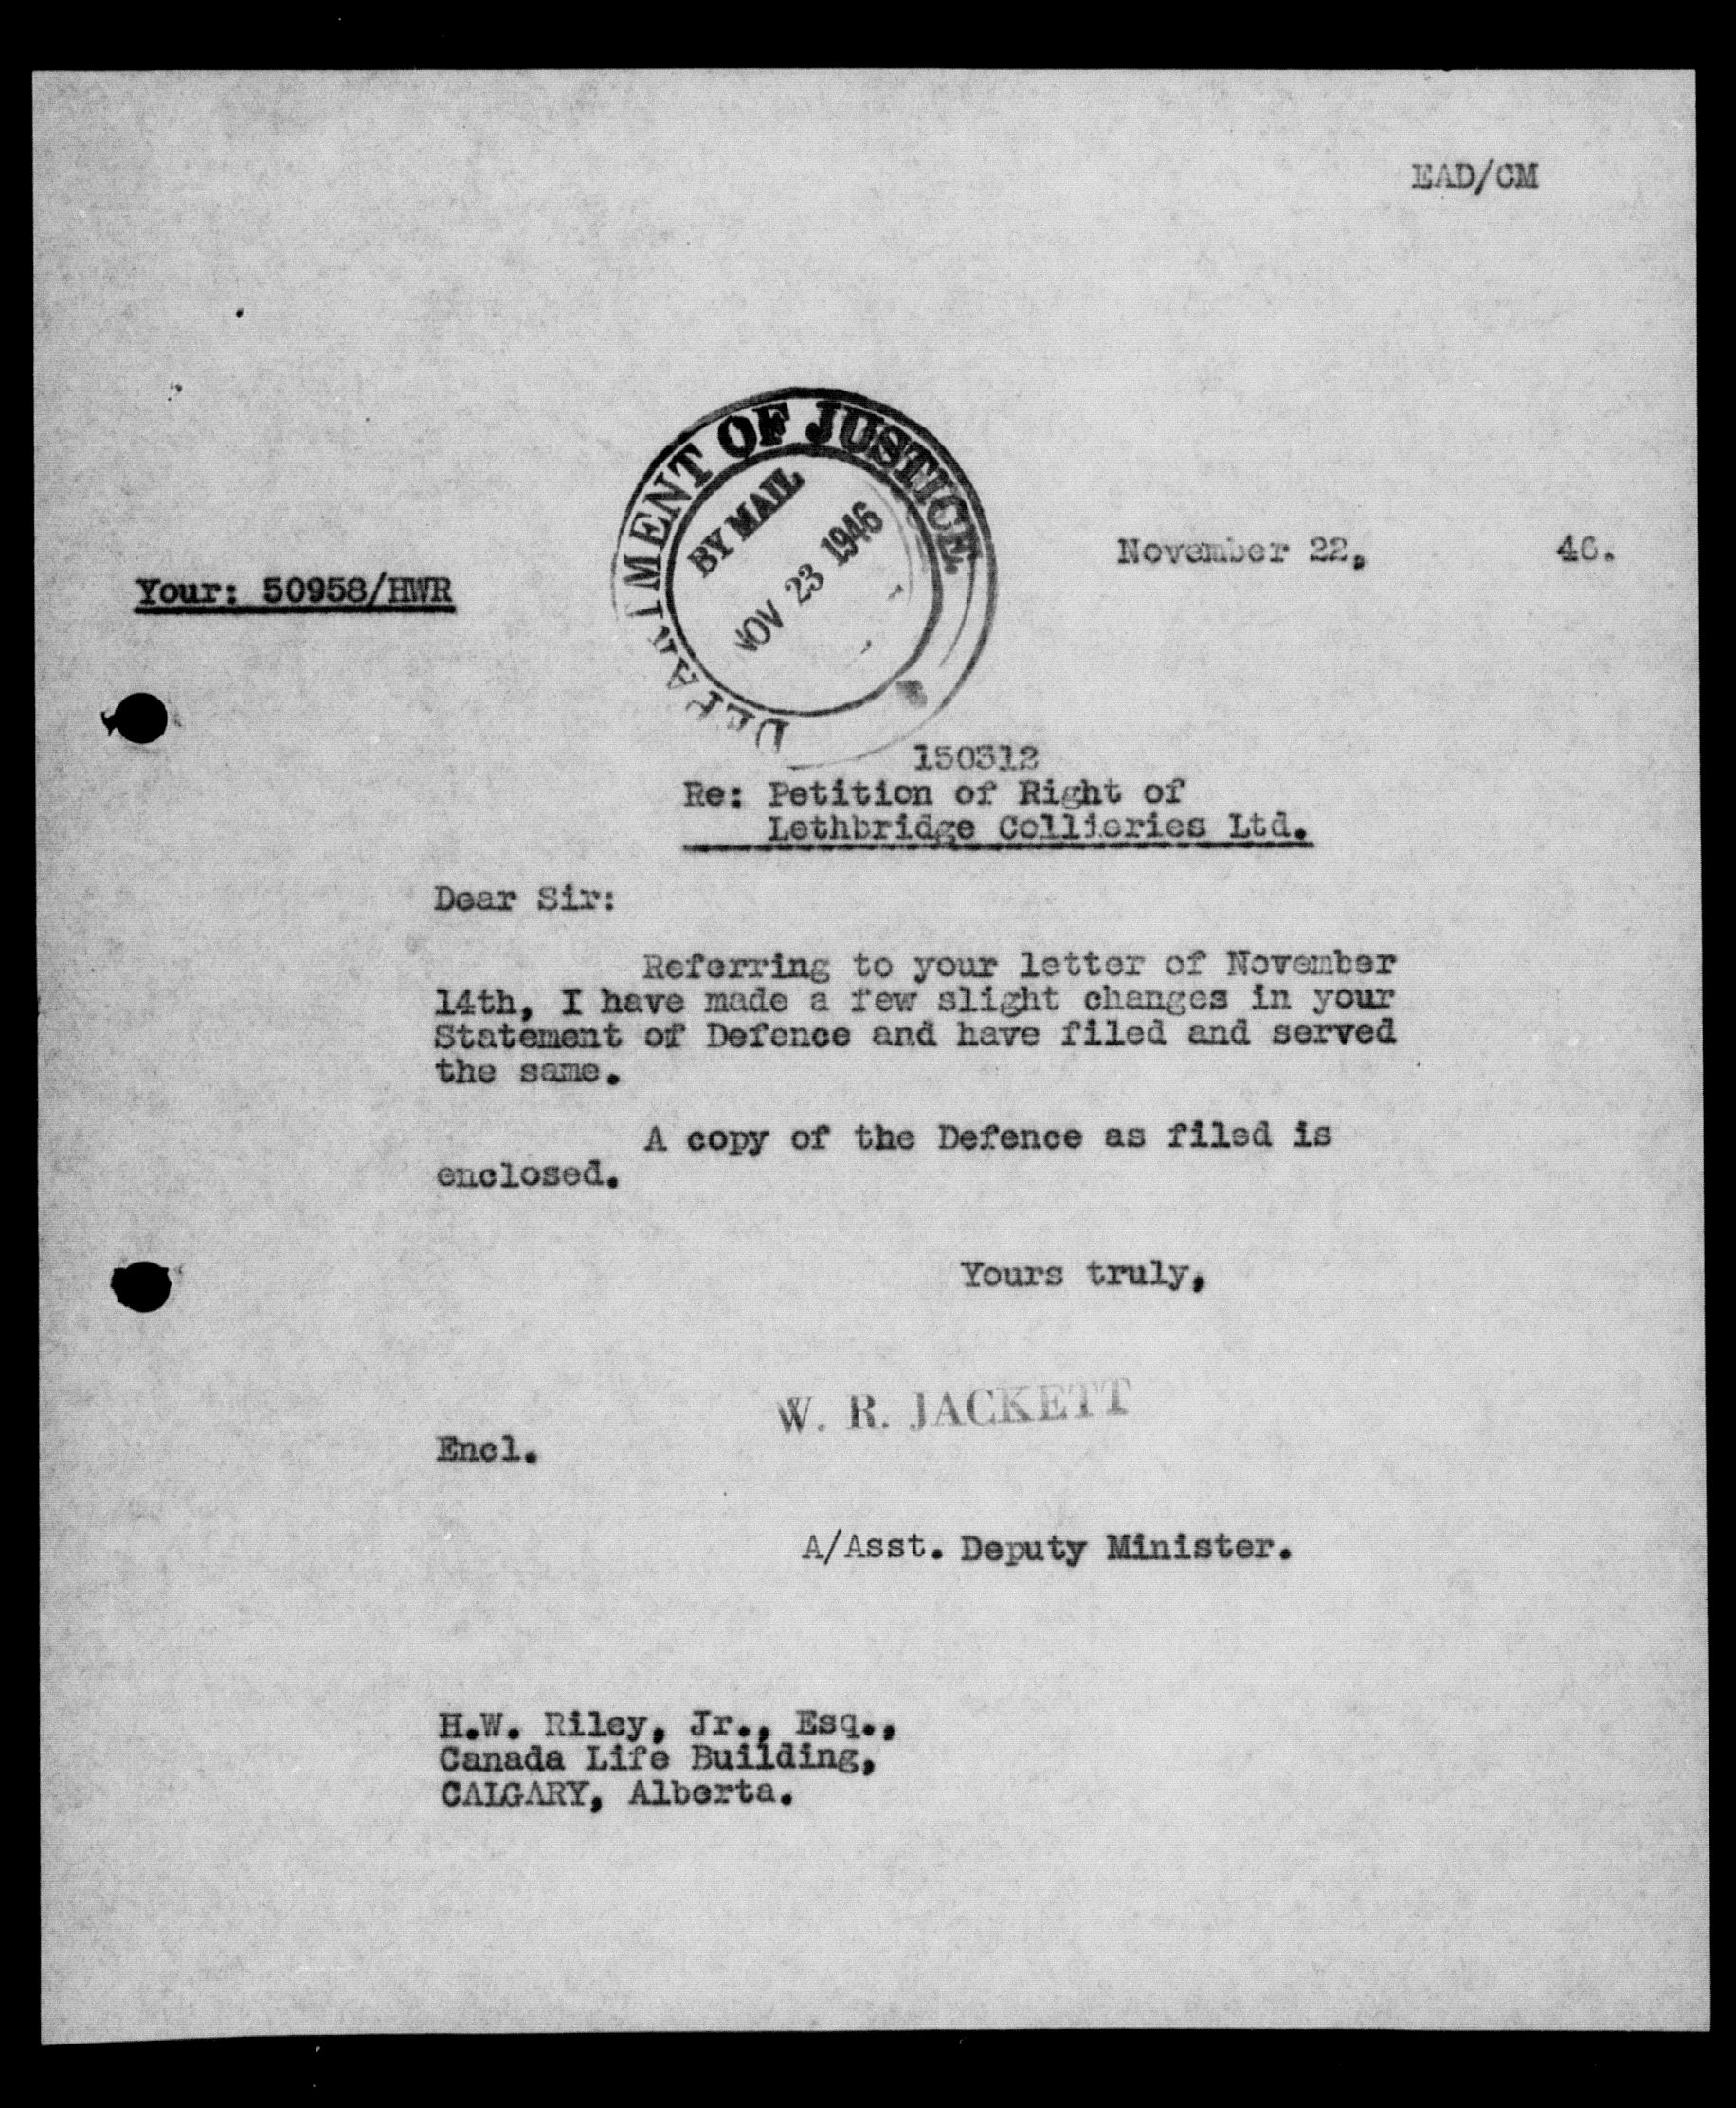 EAD/CM
DEPARTMENT OF JUSTICE.
BY MAIL
NOV 23 1946
November 22, 46.
Your: 50958/HWR
150312
Re: Petition of Right of
Lethbridge Collieries Ltd.
Dear Sir:
Referring to your letter of November
14th, I have made a few slight changes in your
Statement of Defence and have filed and served
the same.
A copy of the Defence as filed is
enclosed.
Yours truly,
W. R. JACKETT
Encl.
A/Asst. Deputy Minister.
H.W. Riley, Jr., Esq.,
Canada Life Building,
CALGARY, Alberta.